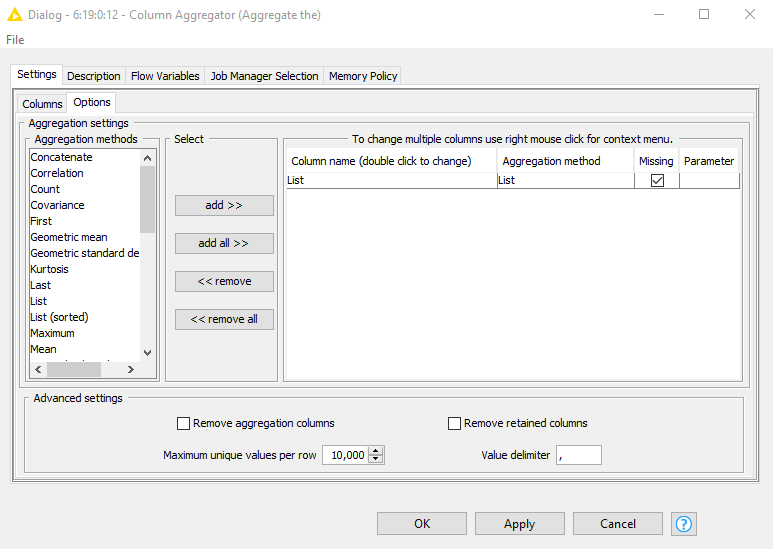 Dialog - 6:19:0:12 - Column Aggregator (Aggregate the)
File
Settings Description Flow Variables Job Manager Selection Memory Policy
Columns Options
Aggregation settings
Aggregation methods Select To change multiple columns use right mouse click for context menu.
Concatenate
Correlation
Count
Covariance
First
Geometric mean
Geometric standard de
Kurtosis
Last
List
List (sorted)
Maximum
Mean
add >>
add all >>
<< remove
<< remove all
Column name (double click to change) Aggregation method Missing Parameter
List List
Advanced settings
Remove aggregation columns Remove retained columns
Maximum unique values per row 10,000 Value delimiter ,
OK Apply Cancel ?